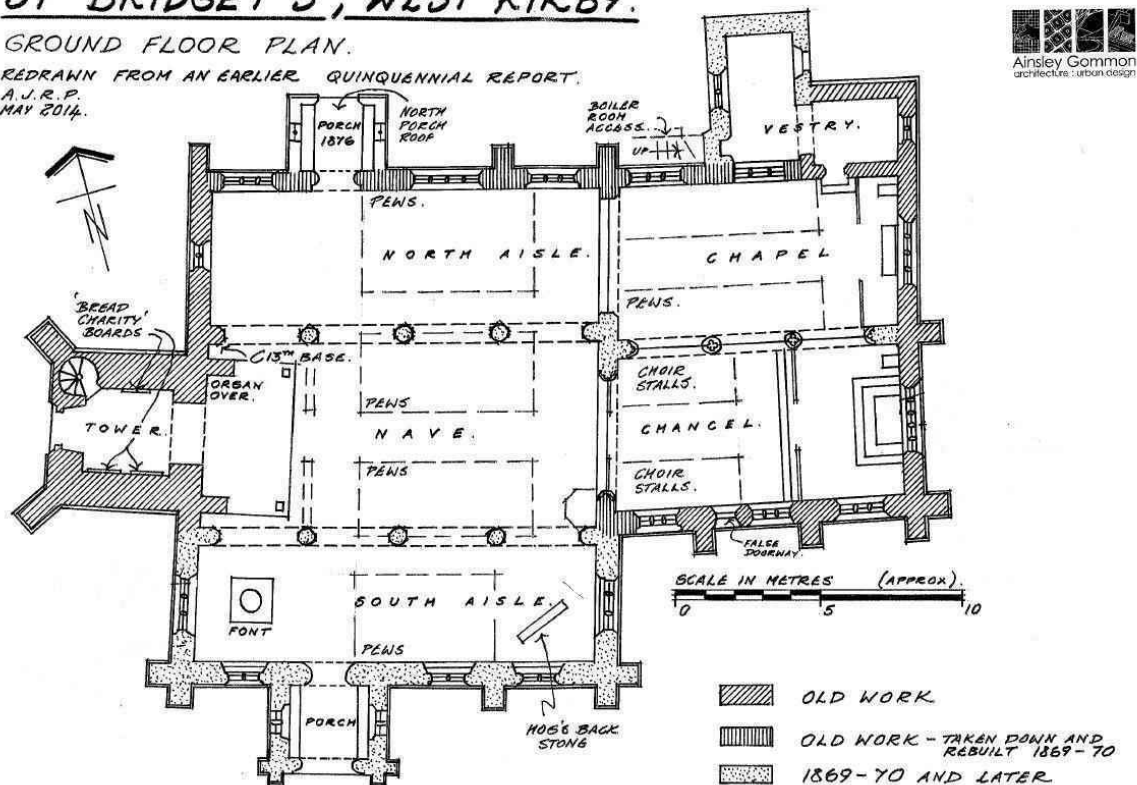 ST BRIDGET'S, WEST KIRBY.
GROUND FLOOR PLAN.
REDRAWN FROM AN EARLIER QUINQUENNIAL REPORT.
A.J.R.P.
MAY 2014.
Ainsley Gommon
architecture : urban design
N
PORCH
1876
NORTH
PORCH
ROOF
BOILER
ROOM
ACCESS.
UP
VESTRY.
PEWS.
NORTH AISLE.
CHAPEL
PEWS.
'BREAD
CHARITY'
BOARDS
C13TH BASE.
ORGAN
OVER.
TOWER.
PEWS
NAVE.
PEWS
CHOIR
STALLS.
CHANCEL.
CHOIR
STALLS.
FALSE
DOORWAY.
FONT
SOUTH AISLE.
PEWS
PORCH
HOG'S BACK
STONE
SCALE IN METRES (APPROX).
0 5 10
OLD WORK
OLD WORK - TAKEN DOWN AND
REBUILT 1869-70
1869-70 AND LATER